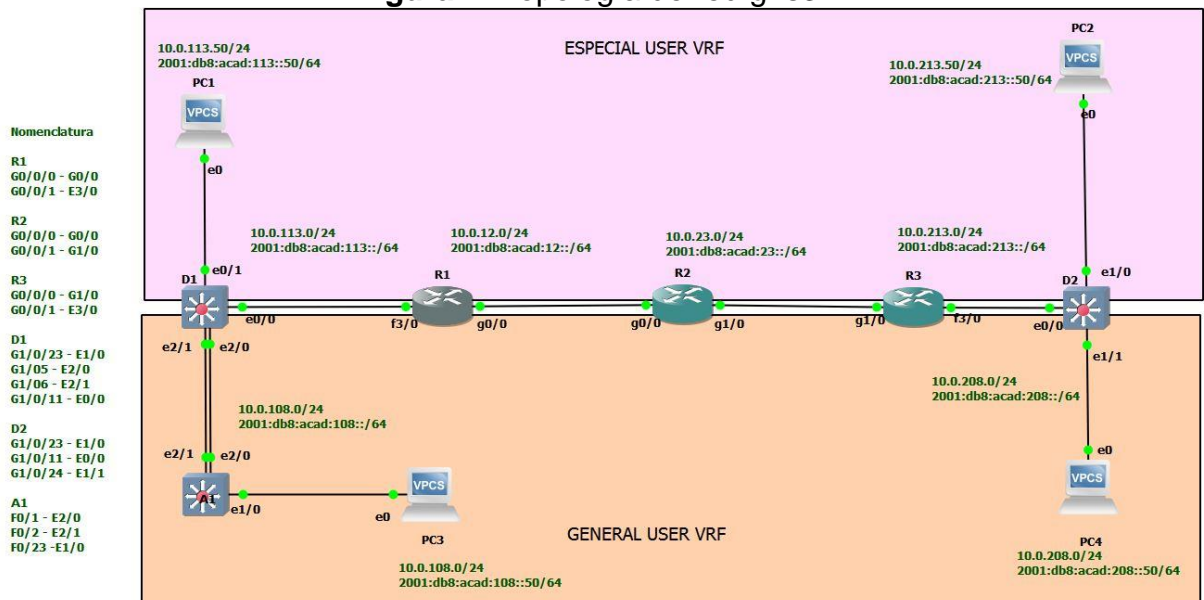 ESPECIAL USER VRF
10.0.113.50/24
2001:db8:acad:113::50/64
PC1
VPCS
e0
PC2
10.0.213.50/24
2001:db8:acad:213::50/64
VPCS
e0
Nomenclatura
R1
G0/0/0 - G0/0
G0/0/1 - E3/0
R2
G0/0/0 - G0/0
G0/0/1 - G1/0
R3
G0/0/0 - G1/0
G0/0/1 - E3/0
D1
G1/0/23 - E1/0
G1/05 - E2/0
G1/06 - E2/1
G1/0/11 - E0/0
D2
G1/0/23 - E1/0
G1/0/11 - E0/0
G1/0/24 - E1/1
A1
F0/1 - E2/0
F0/2 - E2/1
F0/23 -E1/0
10.0.113.0/24
2001:db8:acad:113::/64
10.0.12.0/24
2001:db8:acad:12::/64
10.0.23.0/24
2001:db8:acad:23::/64
10.0.213.0/24
2001:db8:acad:213::/64
e0/1
D1
e0/0
e2/1
e2/0
R1
f3/0
g0/0
R2
g0/0
g1/0
R3
g1/0
f3/0
e1/0
D2
e0/0
e1/1
10.0.108.0/24
2001:db8:acad:108::/64
10.0.208.0/24
2001:db8:acad:208::/64
e2/1
e2/0
A1
e1/0
e0
VPCS
PC3
10.0.108.0/24
2001:db8:acad:108::50/64
GENERAL USER VRF
e0
VPCS
PC4
10.0.208.0/24
2001:db8:acad:208::50/64